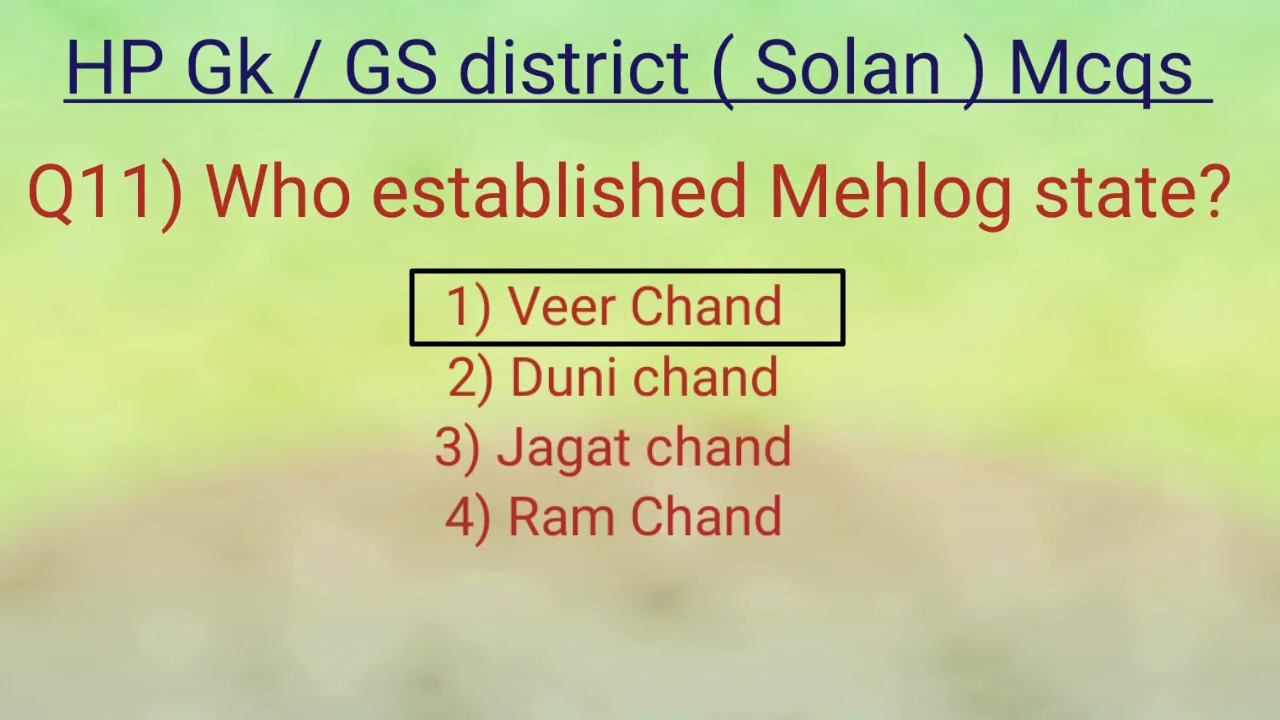 HP Gk / GS district ( Solan ) Mcqs
Q11) Who established Mehlog state?
1) Veer Chand
2) Duni chand
3) Jagat chand
4) Ram Chand